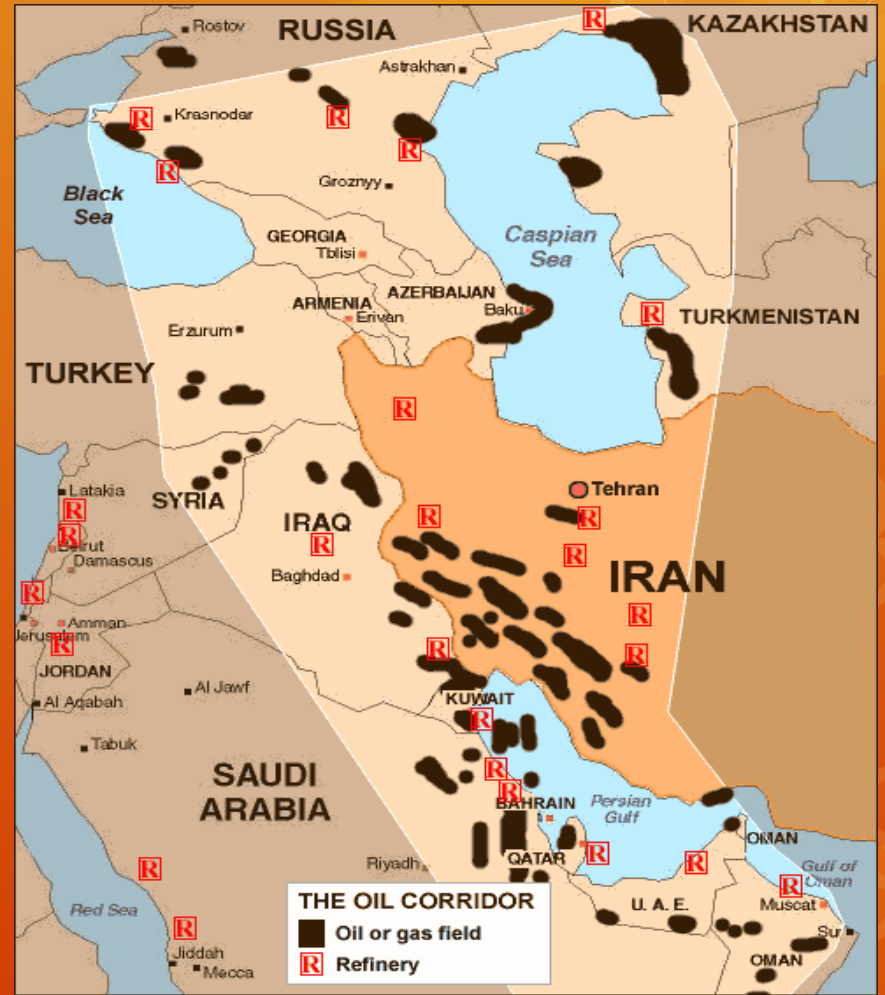 Rostov
RUSSIA
R
KAZAKHSTAN
Astrakhan
R
Krasnodar
R
R
R
Groznyy
Black
Sea
GEORGIA
Tblisi
Caspian
Sea
ARMENIA
Erivan
AZERBAIJAN
Baku
R
TURKMENISTAN
Erzurum
TURKEY
R
Latakia
SYRIA
R
R
Beirut
Damascus
IRAQ
R
Baghdad
R
Tehran
R
R
IRAN
R
Jerusalem
Amman
R
JORDAN
R
R
R
Al Jawf
Al Aqabah
Tabuk
KUWAIT
R
SAUDI
ARABIA
R
R
BAHRAIN
Persian
Gulf
OMAN
Riyadh
QATAR
R
R
Gulf of
Oman
R
Muscat
U. A. E.
Sur
OMAN
R
Red Sea
R
Jiddah
Mecca
THE OIL CORRIDOR
Oil or gas field
R Refinery